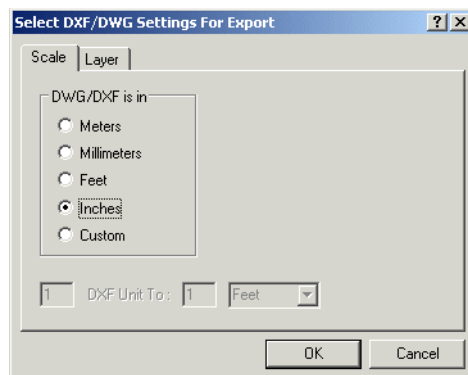 Select DXF/DWG Settings For Export
Scale Layer
DWG/DXF is in
Meters
Millimeters
Feet
Inches
Custom
1 DXF Unit To : 1 Feet
OK Cancel